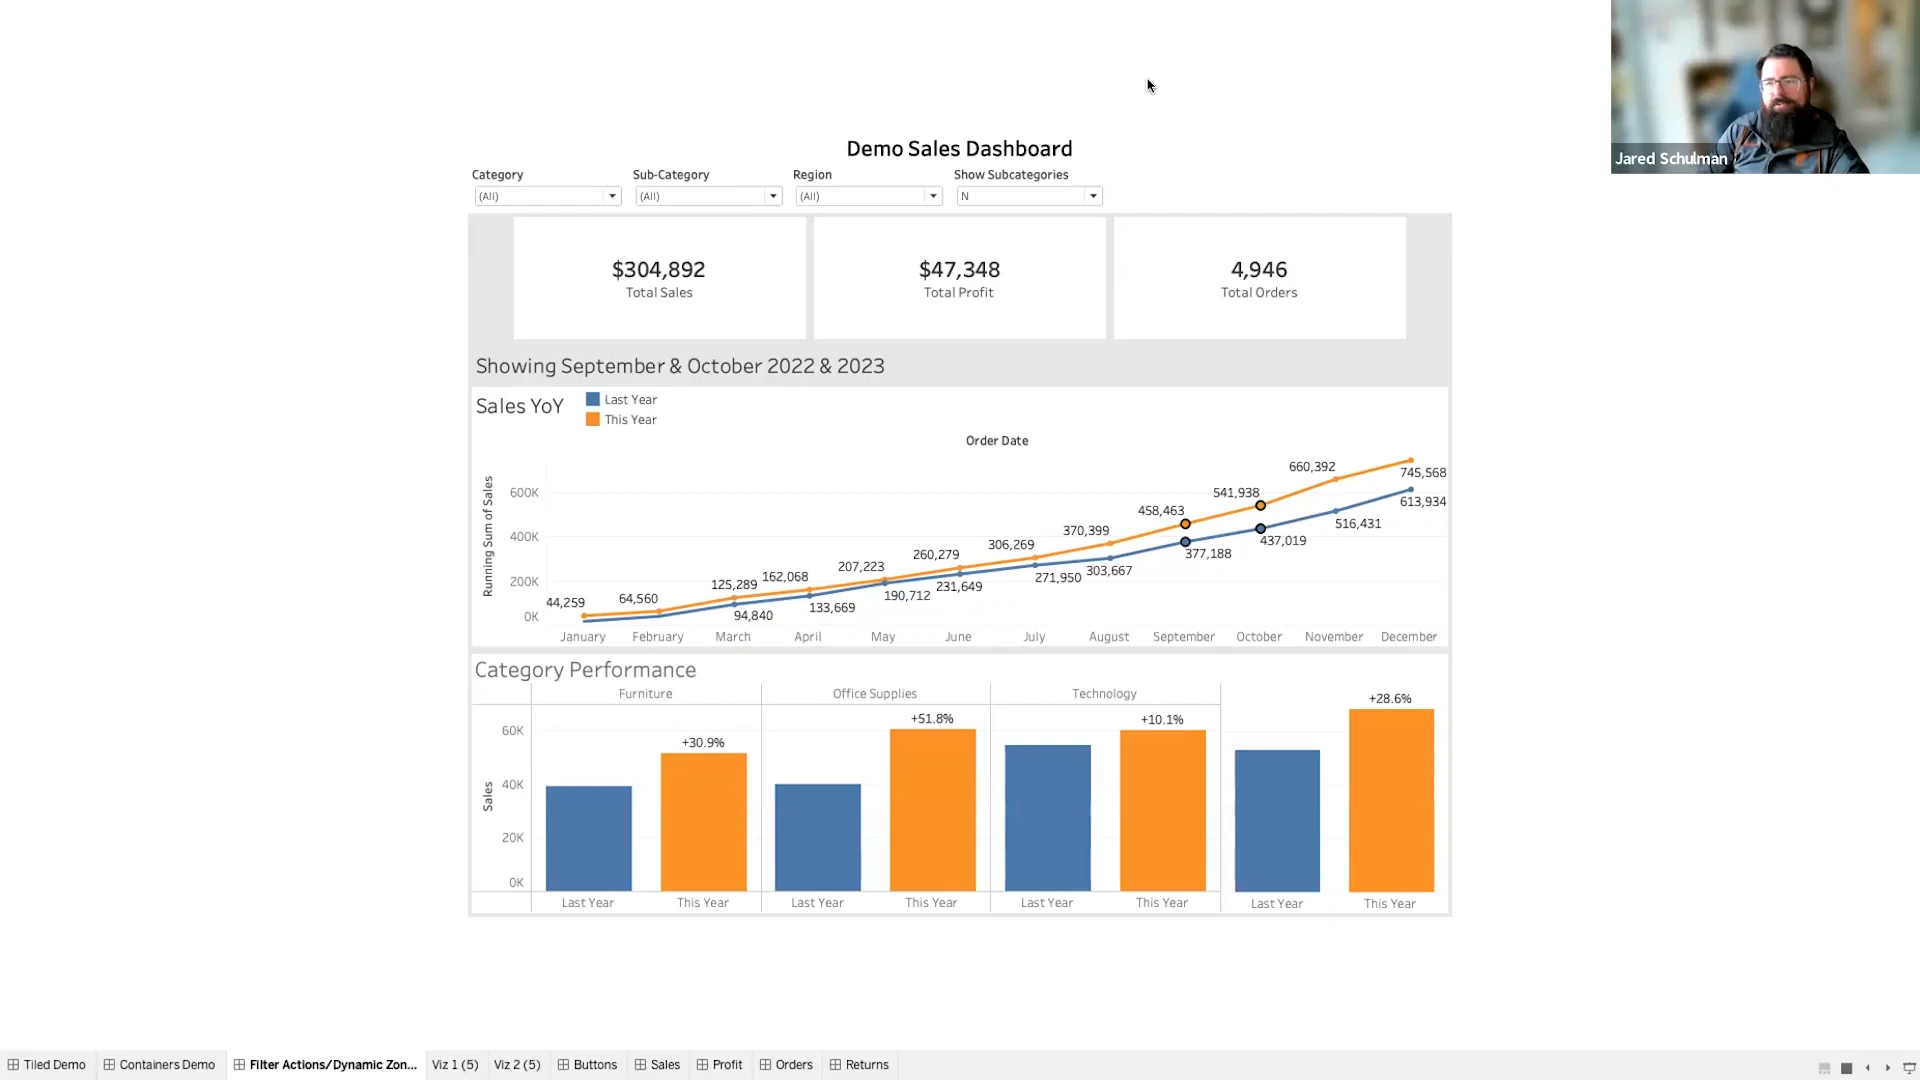 Jared Schulman
Demo Sales Dashboard
Category Sub-Category Region Show Subcategories
(All) (All) (All) N
$304,892 $47,348 4,946
Total Sales Total Profit Total Orders
Showing September & October 2022 & 2023
Sales YoY
Last Year
This Year
Order Date
Running Sum of Sales
600K
400K
200K
0K
44,259 64,560 125,289 162,068 207,223 260,279 306,269 370,399 458,463 541,938 660,392 745,568
94,840 133,669 190,712 231,649 271,950 303,667 377,188 437,019 516,431 613,934
January February March April May June July August September October November December
Category Performance
Furniture Office Supplies Technology
+30.9% +51.8% +10.1% +28.6%
Sales
60K
40K
20K
0K
Last Year This Year Last Year This Year Last Year This Year Last Year This Year
Tiled Demo Containers Demo Filter Actions/Dynamic Zon... Viz 1 (5) Viz 2 (5) Buttons Sales Profit Orders Returns